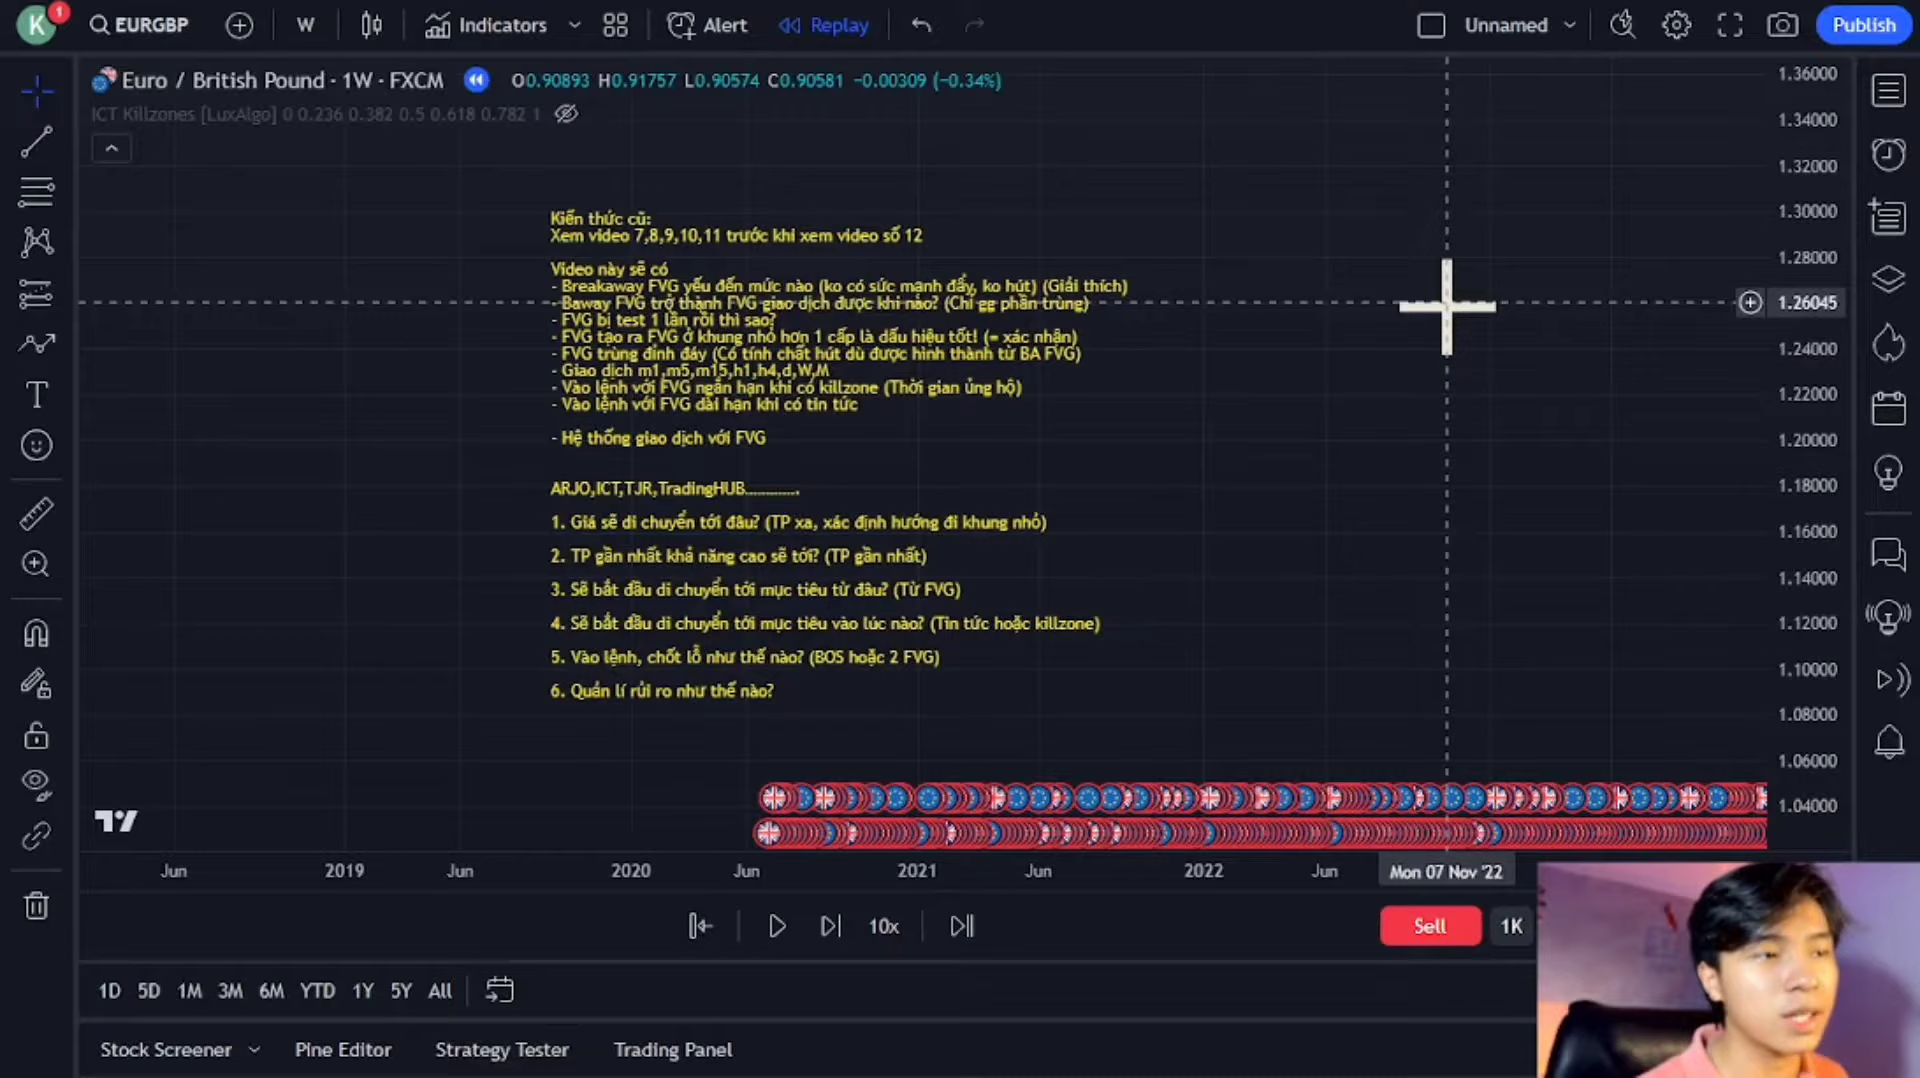 K
1
EURGBP
W
Indicators
Alert
Replay
Unnamed
Publish
Euro / British Pound · 1W · FXCM
O0.90893 H0.91757 L0.90574 C0.90581 −0.00309 (−0.34%)
ICT Killzones [LuxAlgo] 0 0.236 0.382 0.5 0.618 0.782 1
Kiến thức cũ:
Xem video 7,8,9,10,11 trước khi xem video số 12
Video này sẽ có
- Breakaway FVG yếu đến mức nào (ko có sức mạnh đẩy, ko hút) (Giải thích)
- Baway FVG trở thành FVG giao dịch được khi nào? (Chỉ gg phần trùng)
- FVG bị test 1 lần rồi thì sao?
- FVG tạo ra FVG ở khung nhỏ hơn 1 cấp là dấu hiệu tốt! (= xác nhận)
- FVG trùng đỉnh đáy (Có tính chất hút dù được hình thành từ BA FVG)
- Giao dịch m1,m5,m15,h1,h4,d,W,M
- Vào lệnh với FVG ngắn hạn khi có killzone (Thời gian ủng hộ)
- Vào lệnh với FVG dài hạn khi có tin tức
- Hệ thống giao dịch với FVG
ARJO,ICT,TJR,TradingHUB.............
1. Giá sẽ di chuyển tới đâu? (TP xa, xác định hướng đi khung nhỏ)
2. TP gần nhất khả năng cao sẽ tới? (TP gần nhất)
3. Sẽ bắt đầu di chuyển tới mục tiêu từ đâu? (Từ FVG)
4. Sẽ bắt đầu di chuyển tới mục tiêu vào lúc nào? (Tin tức hoặc killzone)
5. Vào lệnh, chốt lỗ như thế nào? (BOS hoặc 2 FVG)
6. Quản lí rủi ro như thế nào?
1.36000
1.34000
1.32000
1.30000
1.28000
1.26045
1.24000
1.22000
1.20000
1.18000
1.16000
1.14000
1.12000
1.10000
1.08000
1.06000
1.04000
Jun
2019
Jun
2020
Jun
2021
Jun
2022
Jun
Mon 07 Nov '22
10x
Sell
1K
1D 5D 1M 3M 6M YTD 1Y 5Y All
Stock Screener
Pine Editor
Strategy Tester
Trading Panel